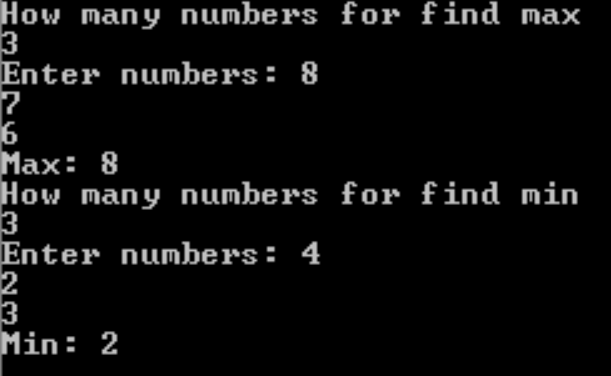 How many numbers for find max
3
Enter numbers: 8
7
6
Max: 8
How many numbers for find min
3
Enter numbers: 4
2
3
Min: 2